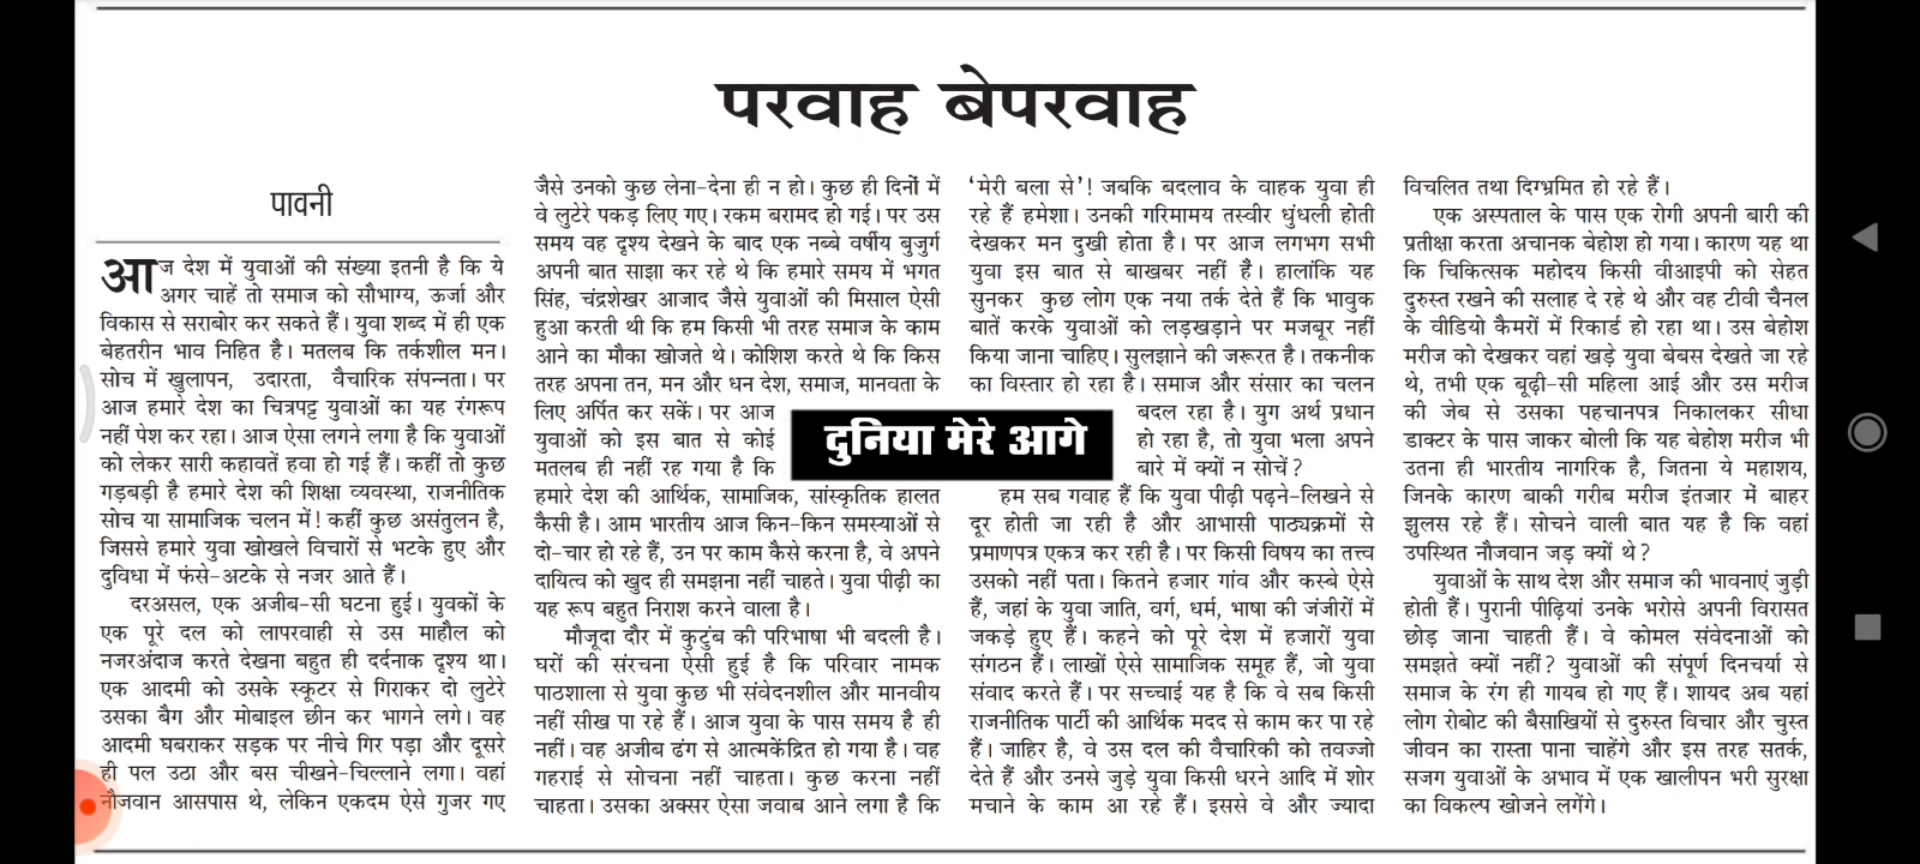 परवाह बेपरवाह
पावनी
आज देश में युवाओं की संख्या इतनी है कि ये
अगर चाहें तो समाज को सौभाग्य, ऊर्जा और
विकास से सराबोर कर सकते हैं। युवा शब्द में ही एक
बेहतरीन भाव निहित है। मतलब कि तर्कशील मन।
सोच में खुलापन, उदारता, वैचारिक संपन्नता। पर
आज हमारे देश का चित्रपट्ट युवाओं का यह रंगरूप
नहीं पेश कर रहा। आज ऐसा लगने लगा है कि युवाओं
को लेकर सारी कहावतें हवा हो गई हैं। कहीं तो कुछ
गड़बड़ी है हमारे देश की शिक्षा व्यवस्था, राजनीतिक
सोच या सामाजिक चलन में! कहीं कुछ असंतुलन है,
जिससे हमारे युवा खोखले विचारों से भटके हुए और
दुविधा में फंसे-अटके से नजर आते हैं।
दरअसल, एक अजीब-सी घटना हुई। युवकों के
एक पूरे दल को लापरवाही से उस माहौल को
नजरअंदाज करते देखना बहुत ही दर्दनाक दृश्य था।
एक आदमी को उसके स्कूटर से गिराकर दो लुटेरे
उसका बैग और मोबाइल छीन कर भागने लगे। वह
आदमी घबराकर सड़क पर नीचे गिर पड़ा और दूसरे
ही पल उठा और बस चीखने-चिल्लाने लगा। वहां
नौजवान आसपास थे, लेकिन एकदम ऐसे गुजर गए
जैसे उनको कुछ लेना-देना ही न हो। कुछ ही दिनों में
वे लुटेरे पकड़ लिए गए। रकम बरामद हो गई। पर उस
समय वह दृश्य देखने के बाद एक नब्बे वर्षीय बुजुर्ग
अपनी बात साझा कर रहे थे कि हमारे समय में भगत
सिंह, चंद्रशेखर आजाद जैसे युवाओं की मिसाल ऐसी
हुआ करती थी कि हम किसी भी तरह समाज के काम
आने का मौका खोजते थे। कोशिश करते थे कि किस
तरह अपना तन, मन और धन देश, समाज, मानवता के
लिए अर्पित कर सकें। पर आज
युवाओं को इस बात से कोई
मतलब ही नहीं रह गया है कि
हमारे देश की आर्थिक, सामाजिक, सांस्कृतिक हालत
कैसी है। आम भारतीय आज किन-किन समस्याओं से
दो-चार हो रहे हैं, उन पर काम कैसे करना है, वे अपने
दायित्व को खुद ही समझना नहीं चाहते। युवा पीढ़ी का
यह रूप बहुत निराश करने वाला है।
मौजूदा दौर में कुटुंब की परिभाषा भी बदली है।
घरों की संरचना ऐसी हुई है कि परिवार नामक
पाठशाला से युवा कुछ भी संवेदनशील और मानवीय
नहीं सीख पा रहे हैं। आज युवा के पास समय है ही
नहीं। वह अजीब ढंग से आत्मकेंद्रित हो गया है। वह
गहराई से सोचना नहीं चाहता। कुछ करना नहीं
चाहता। उसका अक्सर ऐसा जवाब आने लगा है कि
दुनिया मेरे आगे
'मेरी बला से'! जबकि बदलाव के वाहक युवा ही
रहे हैं हमेशा। उनकी गरिमामय तस्वीर धुंधली होती
देखकर मन दुखी होता है। पर आज लगभग सभी
युवा इस बात से बाखबर नहीं हैं। हालांकि यह
सुनकर कुछ लोग एक नया तर्क देते हैं कि भावुक
बातें करके युवाओं को लड़खड़ाने पर मजबूर नहीं
किया जाना चाहिए। सुलझाने की जरूरत है। तकनीक
का विस्तार हो रहा है। समाज और संसार का चलन
बदल रहा है। युग अर्थ प्रधान
हो रहा है, तो युवा भला अपने
बारे में क्यों न सोचें?
हम सब गवाह हैं कि युवा पीढ़ी पढ़ने-लिखने से
दूर होती जा रही है और आभासी पाठ्यक्रमों से
प्रमाणपत्र एकत्र कर रही है। पर किसी विषय का तत्त्व
उसको नहीं पता। कितने हजार गांव और कस्बे ऐसे
हैं, जहां के युवा जाति, वर्ग, धर्म, भाषा की जंजीरों में
जकड़े हुए हैं। कहने को पूरे देश में हजारों युवा
संगठन हैं। लाखों ऐसे सामाजिक समूह हैं, जो युवा
संवाद करते हैं। पर सच्चाई यह है कि वे सब किसी
राजनीतिक पार्टी की आर्थिक मदद से काम कर पा रहे
हैं। जाहिर है, वे उस दल की वैचारिकी को तवज्जो
देते हैं और उनसे जुड़े युवा किसी धरने आदि में शोर
मचाने के काम आ रहे हैं। इससे वे और ज्यादा
विचलित तथा दिग्भ्रमित हो रहे हैं।
एक अस्पताल के पास एक रोगी अपनी बारी की
प्रतीक्षा करता अचानक बेहोश हो गया। कारण यह था
कि चिकित्सक महोदय किसी वीआइपी को सेहत
दुरुस्त रखने की सलाह दे रहे थे और वह टीवी चैनल
के वीडियो कैमरों में रिकार्ड हो रहा था। उस बेहोश
मरीज को देखकर वहां खड़े युवा बेबस देखते जा रहे
थे, तभी एक बूढ़ी-सी महिला आई और उस मरीज
की जेब से उसका पहचानपत्र निकालकर सीधा
डाक्टर के पास जाकर बोली कि यह बेहोश मरीज भी
उतना ही भारतीय नागरिक है, जितना ये महाशय,
जिनके कारण बाकी गरीब मरीज इंतजार में बाहर
झुलस रहे हैं। सोचने वाली बात यह है कि वहां
उपस्थित नौजवान जड़ क्यों थे?
युवाओं के साथ देश और समाज की भावनाएं जुड़ी
होती हैं। पुरानी पीढ़ियां उनके भरोसे अपनी विरासत
छोड़ जाना चाहती हैं। वे कोमल संवेदनाओं को
समझते क्यों नहीं? युवाओं की संपूर्ण दिनचर्या से
समाज के रंग ही गायब हो गए हैं। शायद अब यहां
लोग रोबोट की बैसाखियों से दुरुस्त विचार और चुस्त
जीवन का रास्ता पाना चाहेंगे और इस तरह सतर्क,
सजग युवाओं के अभाव में एक खालीपन भरी सुरक्षा
का विकल्प खोजने लगेंगे।